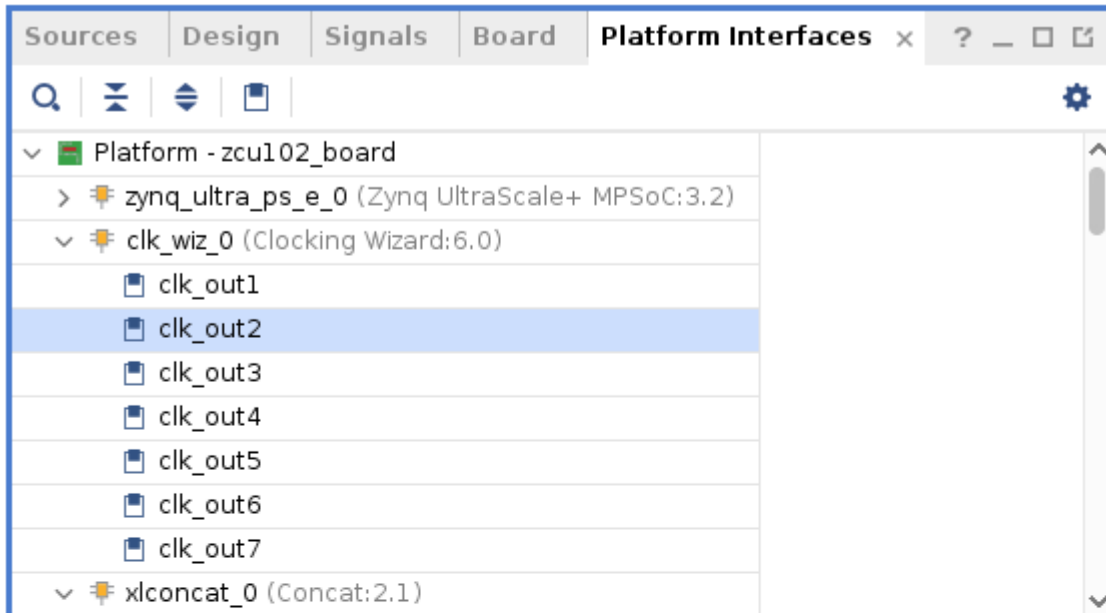 Sources Design Signals Board Platform Interfaces × ?
Platform - zcu102_board
zynq_ultra_ps_e_0 (Zynq UltraScale+ MPSoC:3.2)
clk_wiz_0 (Clocking Wizard:6.0)
clk_out1
clk_out2
clk_out3
clk_out4
clk_out5
clk_out6
clk_out7
xlconcat_0 (Concat:2.1)